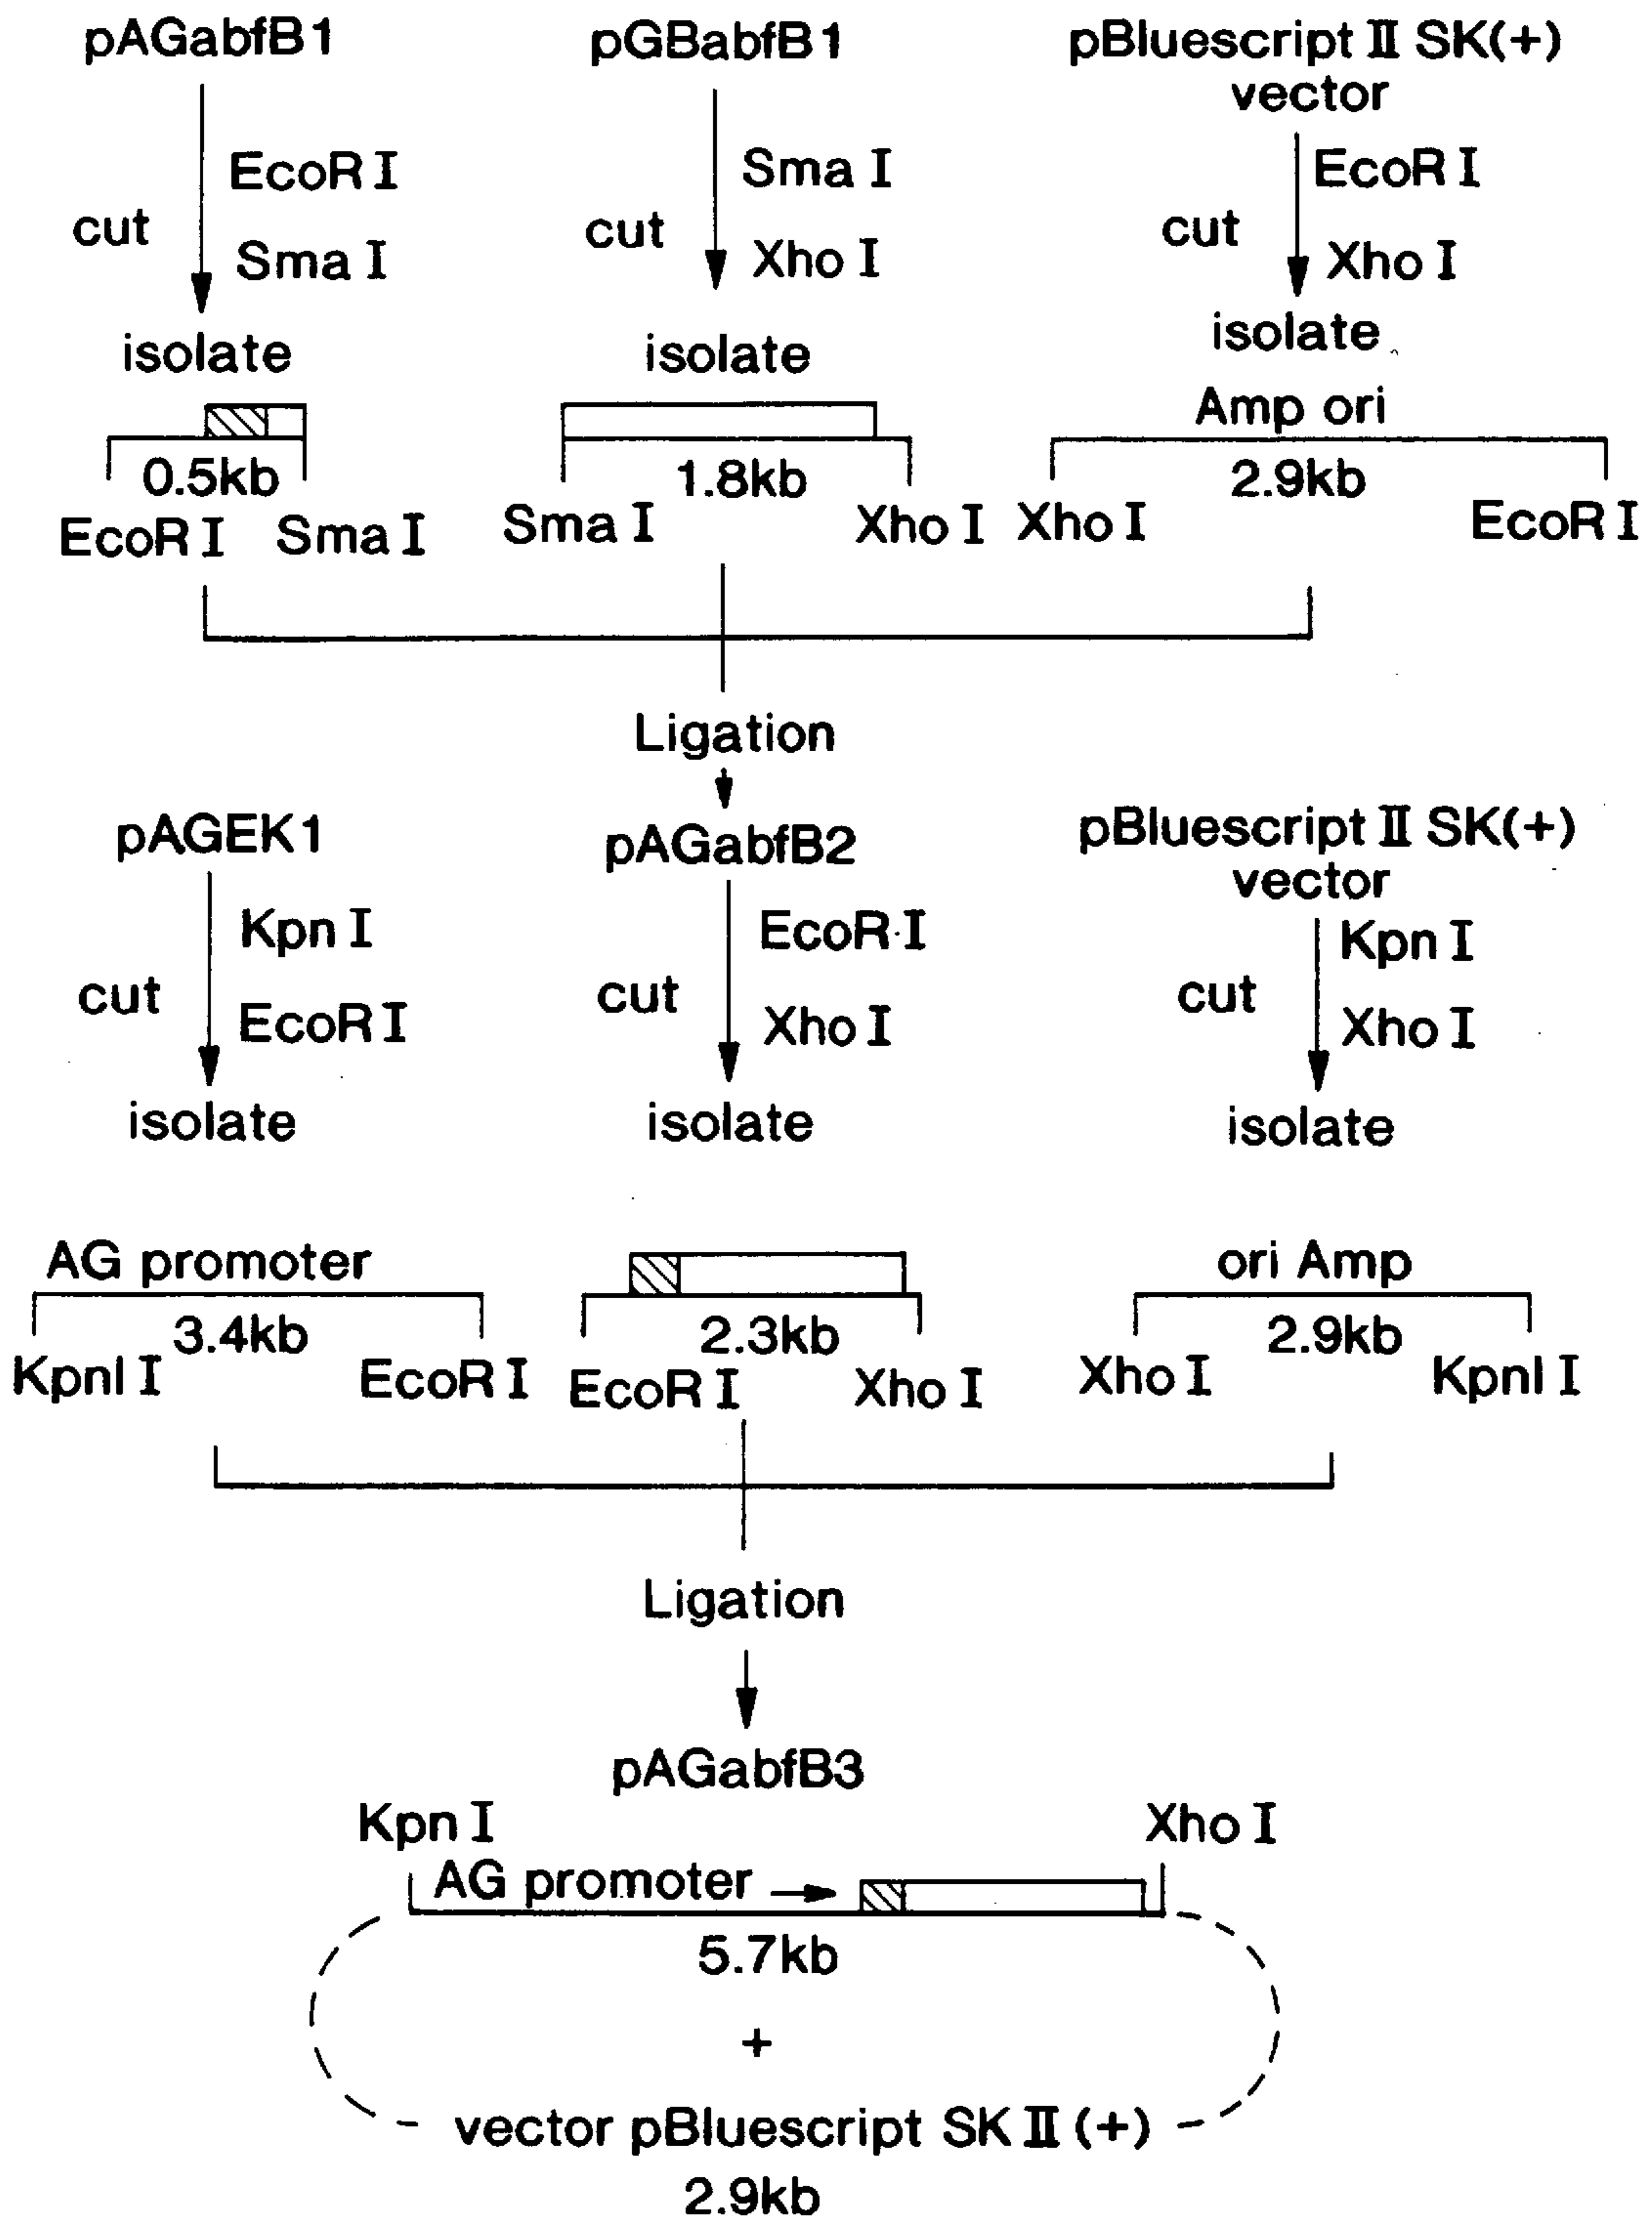 pAGabfB1
pGBabfB1
pBluescript II SK(+)
vector
cut
EcoR I
Sma I
cut
Sma I
Xho I
cut
EcoR I
Xho I
isolate
isolate
isolate
Amp ori
0.5kb
1.8kb
2.9kb
EcoR I
Sma I
Sma I
Xho I
Xho I
EcoR I
Ligation
pAGEK1
pAGabfB2
pBluescript II SK(+)
vector
cut
Kpn I
EcoR I
cut
EcoR I
Xho I
cut
Kpn I
Xho I
isolate
isolate
isolate
AG promoter
ori Amp
3.4kb
2.3kb
2.9kb
KpnI I
EcoR I
EcoR I
Xho I
Xho I
KpnI I
Ligation
pAGabfB3
Kpn I
Xho I
AG promoter
5.7kb
+
vector pBluescript SK II (+)
2.9kb